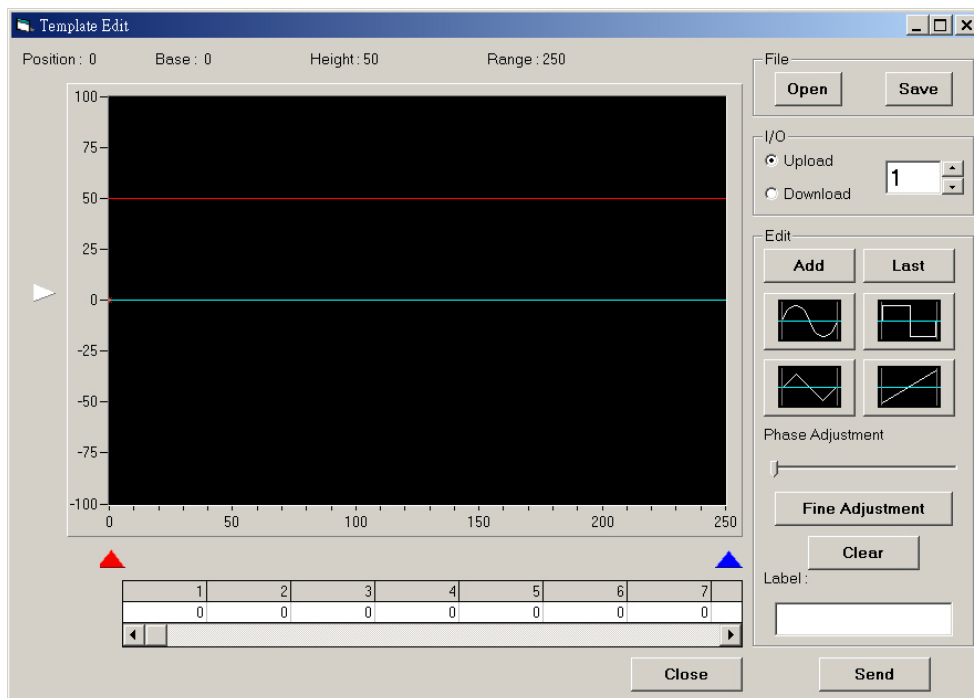 Template Edit
Position : 0 Base : 0 Height : 50 Range : 250
100
75
50
25
0
-25
-50
-75
-100
0 50 100 150 200 250
1 2 3 4 5 6 7
0 0 0 0 0 0 0
Close
File
Open Save
I/O
Upload
Download
1
Edit
Add Last
Phase Adjustment
Fine Adjustment
Clear
Label :
Send